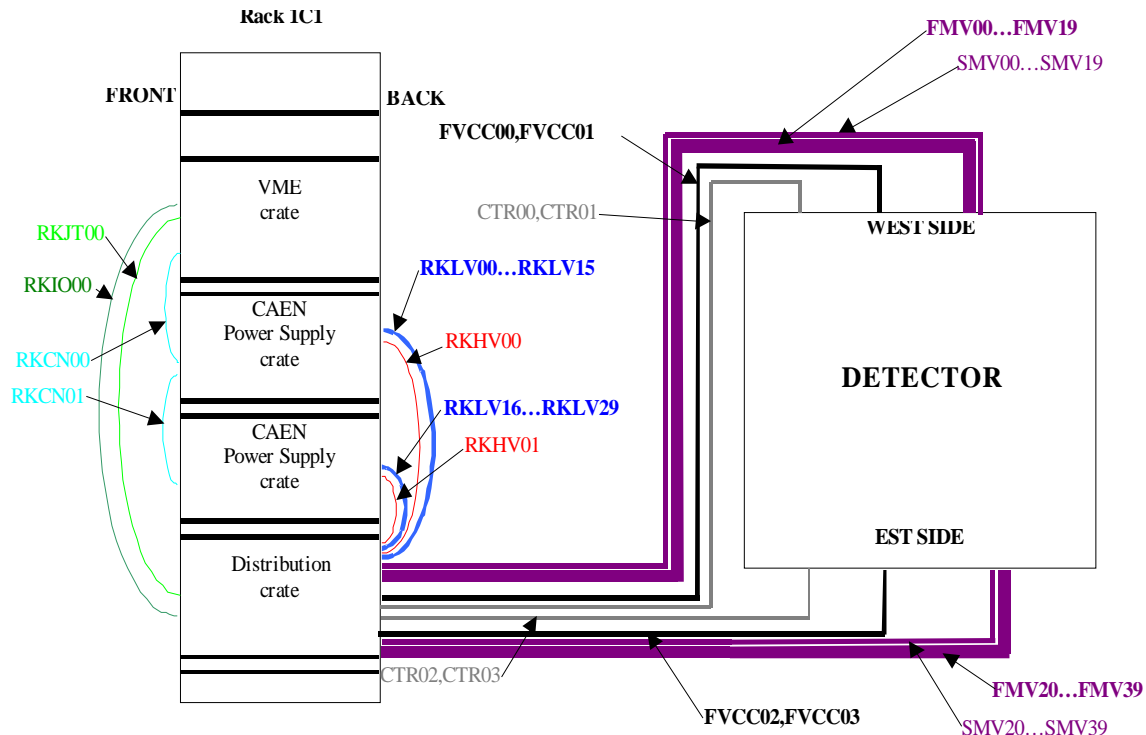 Rack 1C1
FRONT
BACK
FMV00…FMV19
SMV00…SMV19
FVCC00,FVCC01
CTR00,CTR01
VME
crate
WEST SIDE
RKJT00
RKIO00
RKLV00…RKLV15
CAEN
Power Supply
crate
RKHV00
RKCN00
RKCN01
DETECTOR
RKLV16…RKLV29
RKHV01
CAEN
Power Supply
crate
EST SIDE
Distribution
crate
CTR02,CTR03
FMV20…FMV39
FVCC02,FVCC03
SMV20…SMV39